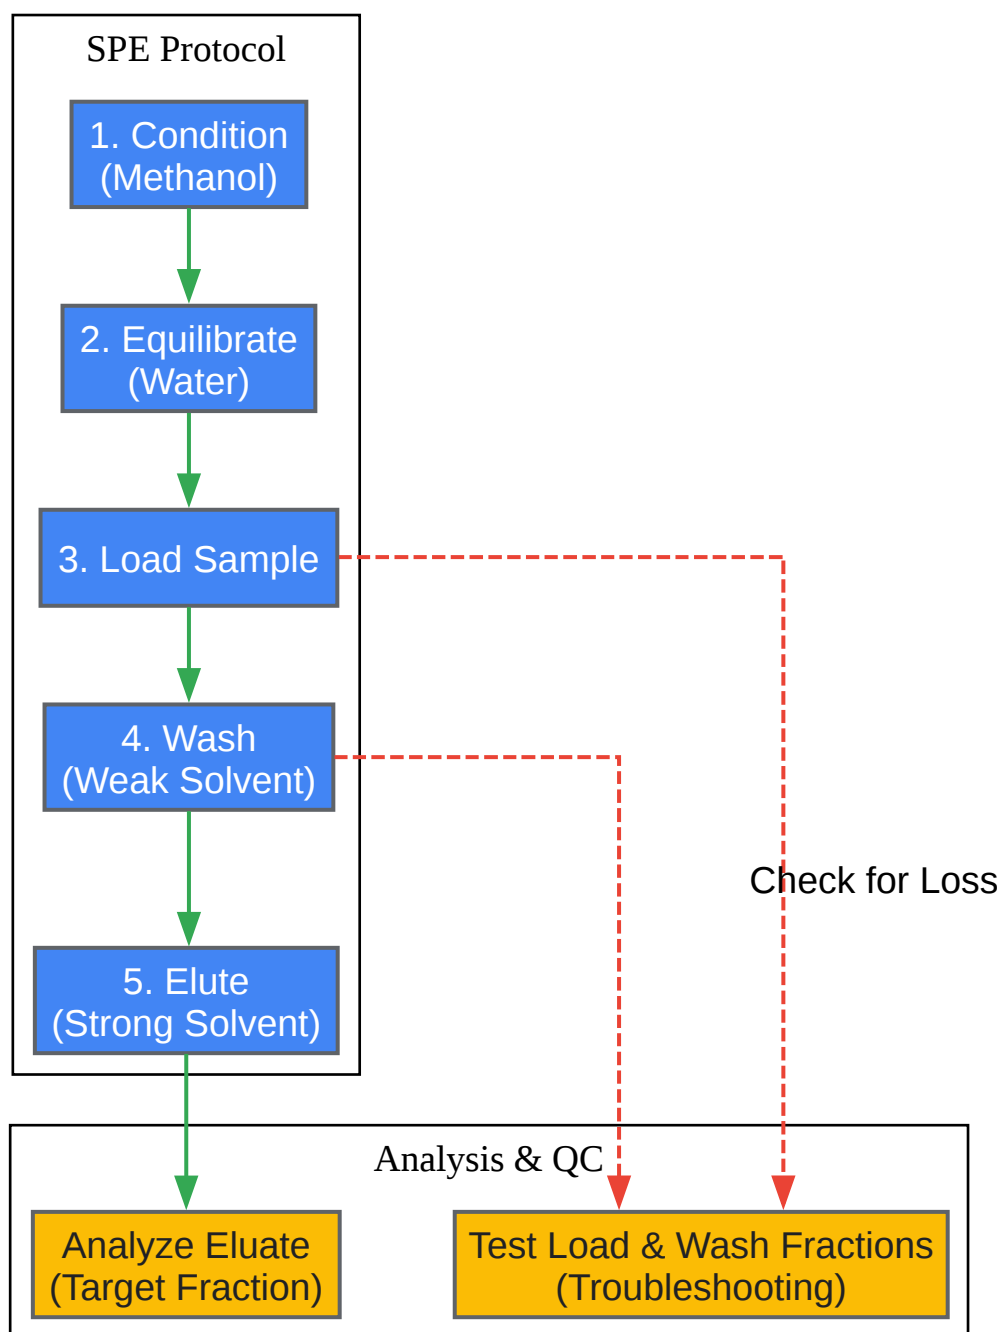 SPE Protocol
1. Condition
(Methanol)
2. Equilibrate
(Water)
3. Load Sample
4. Wash
(Weak Solvent)
Check for Loss
5. Elute
(Strong Solvent)
Analysis & QC
Analyze Eluate
(Target Fraction)
Test Load & Wash Fractions
(Troubleshooting)